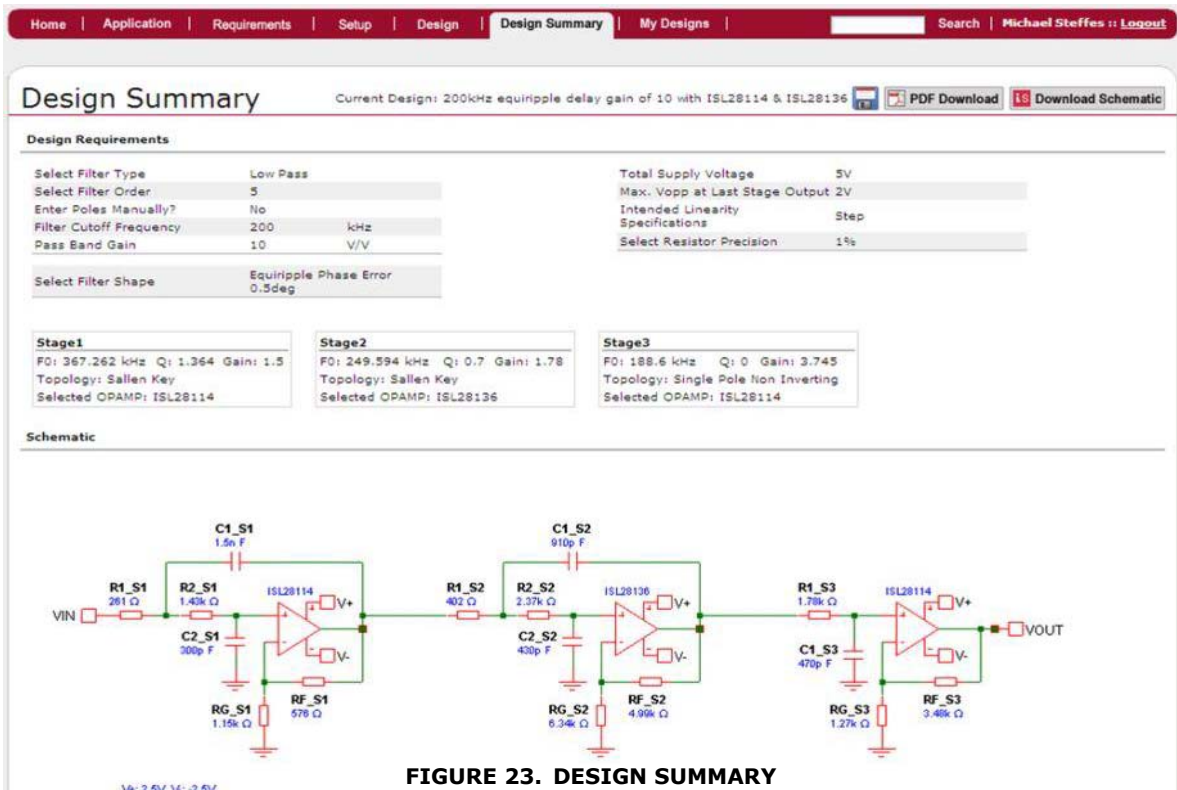 Home | Application | Requirements | Setup | Design | Design Summary | My Designs | Search | Michael Steffes :: Logout
Design Summary
Current Design: 200kHz equiripple delay gain of 10 with ISL28114 & ISL28136
PDF Download
Download Schematic
Design Requirements
Select Filter Type Low Pass
Select Filter Order 5
Enter Poles Manually? No
Filter Cutoff Frequency 200 kHz
Pass Band Gain 10 V/V
Select Filter Shape Equiripple Phase Error
0.5deg
Total Supply Voltage 5V
Max. Vopp at Last Stage Output 2V
Intended Linearity
Specifications Step
Select Resistor Precision 1%
Stage1
F0: 367.262 kHz Q: 1.364 Gain: 1.5
Topology: Sallen Key
Selected OPAMP: ISL28114
Stage2
F0: 249.594 kHz Q: 0.7 Gain: 1.78
Topology: Sallen Key
Selected OPAMP: ISL28136
Stage3
F0: 188.6 kHz Q: 0 Gain: 3.745
Topology: Single Pole Non Inverting
Selected OPAMP: ISL28114
Schematic
C1_S1
1.5n F
R1_S1
261 Ω
R2_S1
1.43k Ω
ISL28114
V+
VIN
C2_S1
300p F
V-
RF_S1
576 Ω
RG_S1
1.15k Ω
C1_S2
910p F
R1_S2
402 Ω
R2_S2
2.37k Ω
ISL28136
V+
C2_S2
430p F
V-
RF_S2
4.99k Ω
RG_S2
6.34k Ω
R1_S3
1.78k Ω
ISL28114
V+
VOUT
C1_S3
470p F
V-
RF_S3
3.48k Ω
RG_S3
1.27k Ω
FIGURE 23. DESIGN SUMMARY